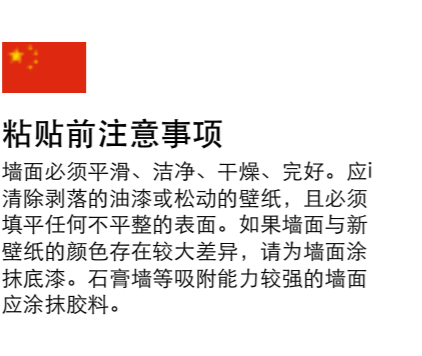 粘贴前注意事项
墙面必须平滑、洁净、干燥、完好。应i
清除剥落的油漆或松动的壁纸，且必须
填平任何不平整的表面。如果墙面与新
壁纸的颜色存在较大差异，请为墙面涂
抹底漆。石膏墙等吸附能力较强的墙面
应涂抹胶料。